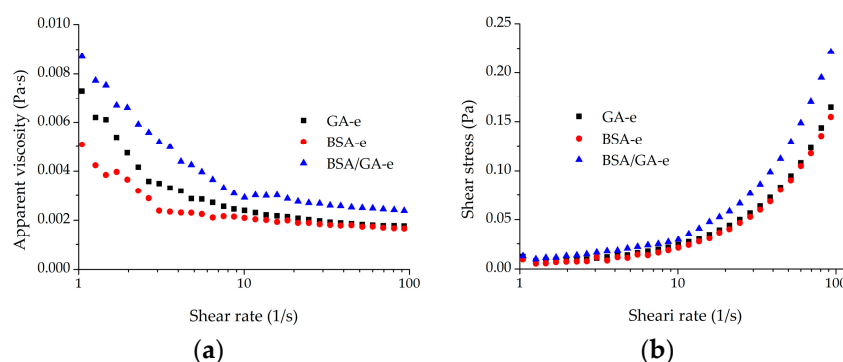 0.010
0.008
0.006
0.004
0.002
0.000
Apparent viscosity (Pa·s)
GA-e
BSA-e
BSA/GA-e
1
10
100
Shear rate (1/s)
(a)
0.25
0.20
0.15
0.10
0.05
0.00
Shear stress (Pa)
GA-e
BSA-e
BSA/GA-e
1
10
100
Sheari rate (1/s)
(b)